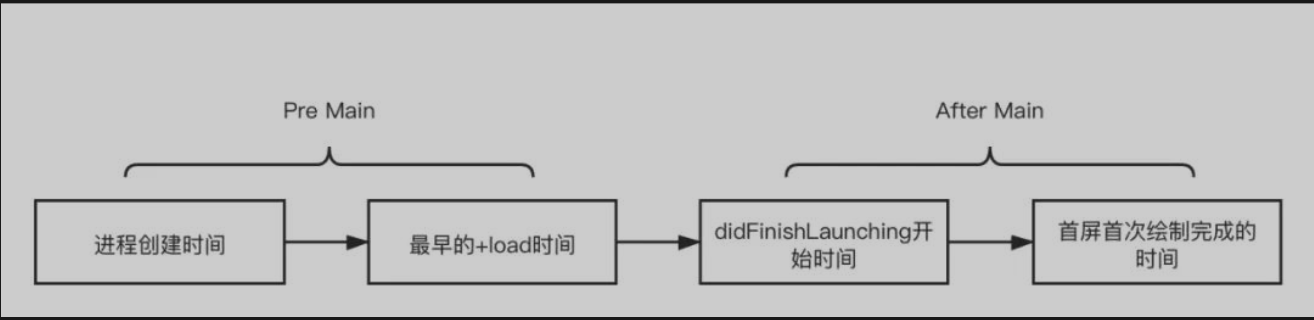 Pre Main
After Main
进程创建时间
最早的+load时间
didFinishLaunching开
始时间
首屏首次绘制完成的
时间